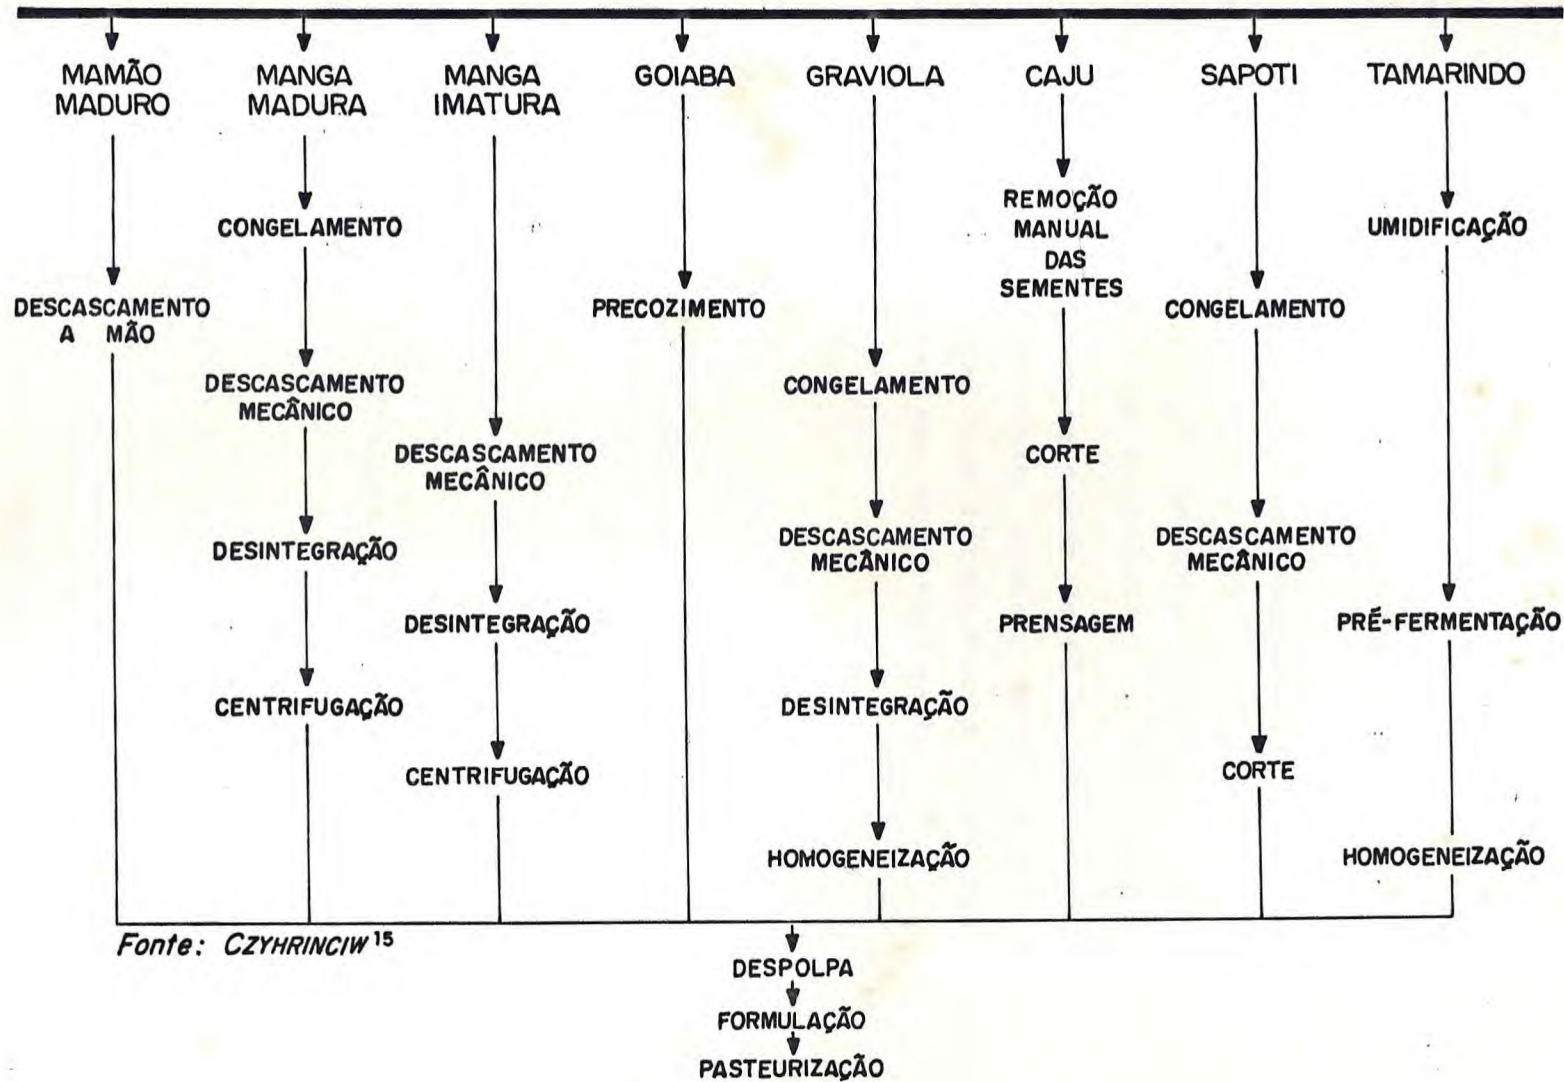 MAMÃO
MADURO
MANGA
MADURA
MANGA
IMATURA
GOIABA
GRAVIOLA
CAJU
SAPOTI
TAMARINDO
DESCASCAMENTO
A MÃO
CONGELAMENTO
DESCASCAMENTO
MECÂNICO
DESINTEGRAÇÃO
CENTRIFUGAÇÃO
DESCASCAMENTO
MECÂNICO
DESINTEGRAÇÃO
CENTRIFUGAÇÃO
PRECOZIMENTO
CONGELAMENTO
DESCASCAMENTO
MECÂNICO
DESINTEGRAÇÃO
HOMOGENEIZAÇÃO
REMOÇÃO
MANUAL
DAS
SEMENTES
CORTE
PRENSAGEM
CONGELAMENTO
DESCASCAMENTO
MECÂNICO
CORTE
UMIDIFICAÇÃO
PRÉ-FERMENTAÇÃO
HOMOGENEIZAÇÃO
Fonte: CZYHRINCIW 15
DESPOLPA
FORMULAÇÃO
PASTEURIZAÇÃO